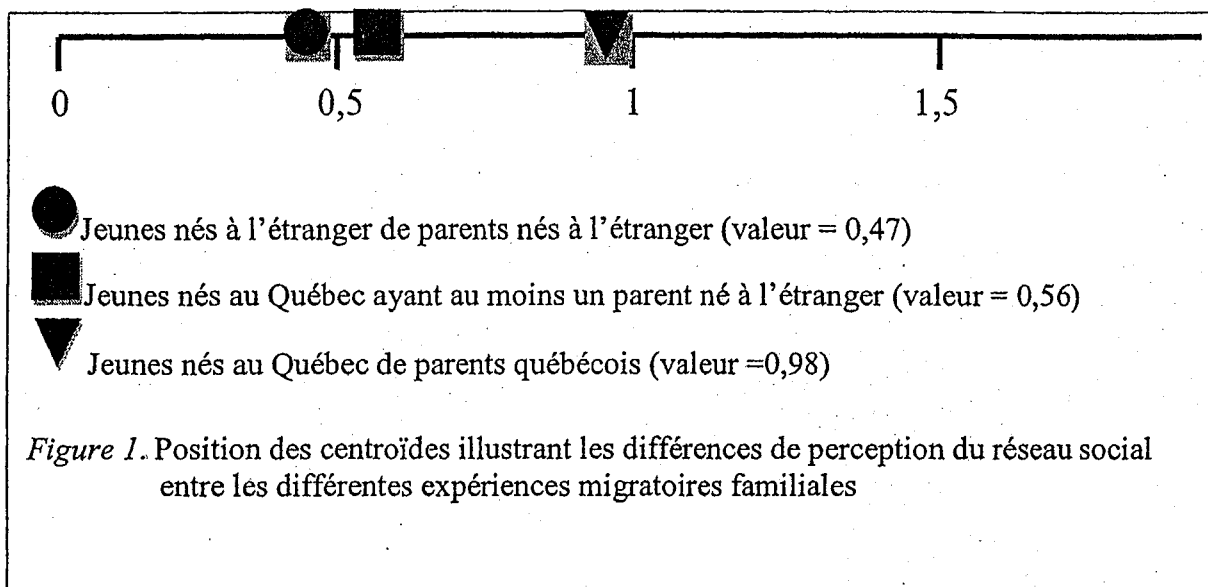 0 0,5 1 1,5
Jeunes nés à l'étranger de parents nés à l'étranger (valeur = 0,47)
Jeunes nés au Québec ayant au moins un parent né à l'étranger (valeur = 0,56)
Jeunes nés au Québec de parents québécois (valeur =0,98)
Figure 1. Position des centroïdes illustrant les différences de perception du réseau social
entre les différentes expériences migratoires familiales